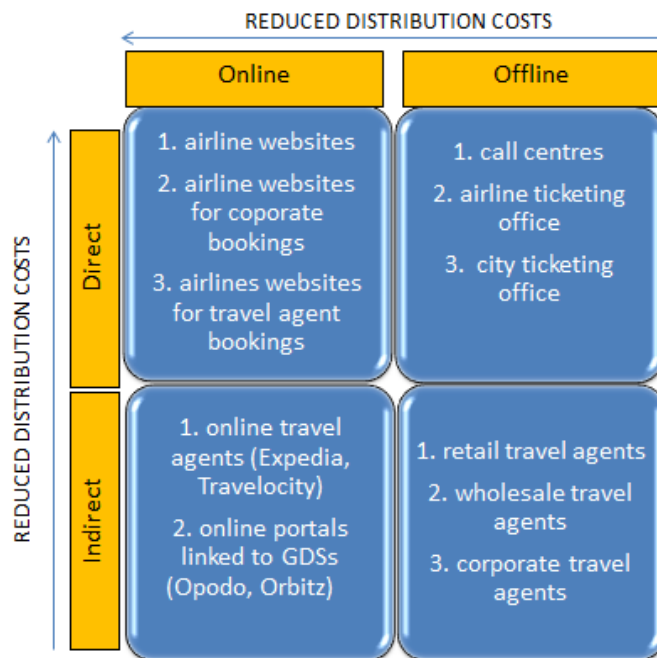 REDUCED DISTRIBUTION COSTS
Online
Offline
REDUCED DISTRIBUTION COSTS
Direct
1. airline websites
2. airline websites
for coporate
bookings
3. airlines websites
for travel agent
bookings
1. call centres
2. airline ticketing
office
3. city ticketing
office
Indirect
1. online travel
agents (Expedia,
Travelocity)
2. online portals
linked to GDSs
(Opodo, Orbitz)
1. retail travel agents
2. wholesale travel
agents
3. corporate travel
agents